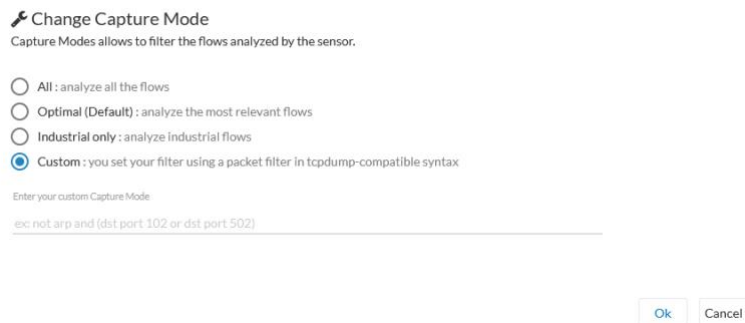 Change Capture Mode
Capture Modes allows to filter the flows analyzed by the sensor.
All : analyze all the flows
Optimal (Default) : analyze the most relevant flows
Industrial only : analyze industrial flows
Custom : you set your filter using a packet filter in tcpdump-compatible syntax
Enter your custom Capture Mode
ex: not arp and (dst port 102 or dst port 502)
Ok Cancel